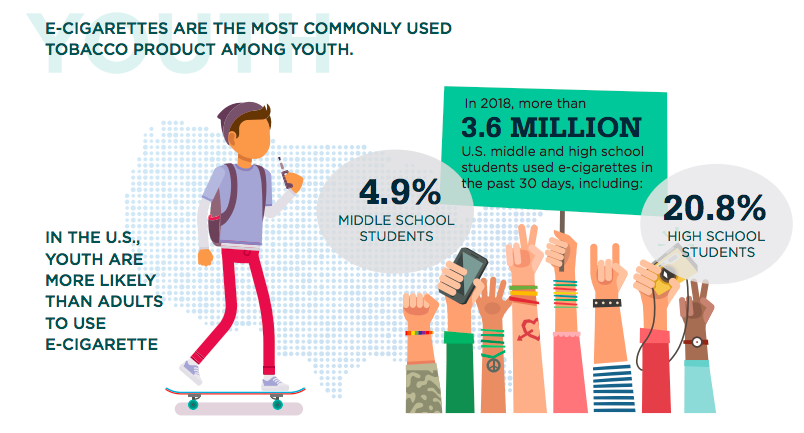 YOUTH
E-CIGARETTES ARE THE MOST COMMONLY USED
TOBACCO PRODUCT AMONG YOUTH.
In 2018, more than
3.6 MILLION
U.S. middle and high school
students used e-cigarettes in
the past 30 days, including:
4.9%
MIDDLE SCHOOL
STUDENTS
20.8%
HIGH SCHOOL
STUDENTS
IN THE U.S.,
YOUTH ARE
MORE LIKELY
THAN ADULTS
TO USE
E-CIGARETTE